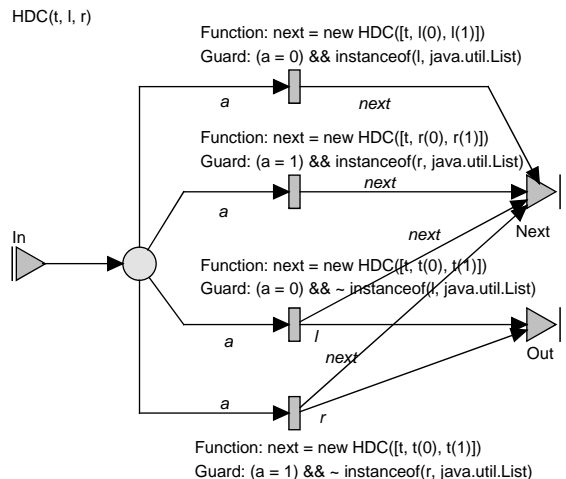 HDC(t, l, r)
Function: next = new HDC([t, l(0), l(1)])
Guard: (a = 0) && instanceof(l, java.util.List)
a
next
Function: next = new HDC([t, r(0), r(1)])
Guard: (a = 1) && instanceof(r, java.util.List)
a
next
In
next
Next
Function: next = new HDC([t, t(0), t(1)])
Guard: (a = 0) && ~ instanceof(l, java.util.List)
a
l
next
Out
a
r
Function: next = new HDC([t, t(0), t(1)])
Guard: (a = 1) && ~ instanceof(r, java.util.List)